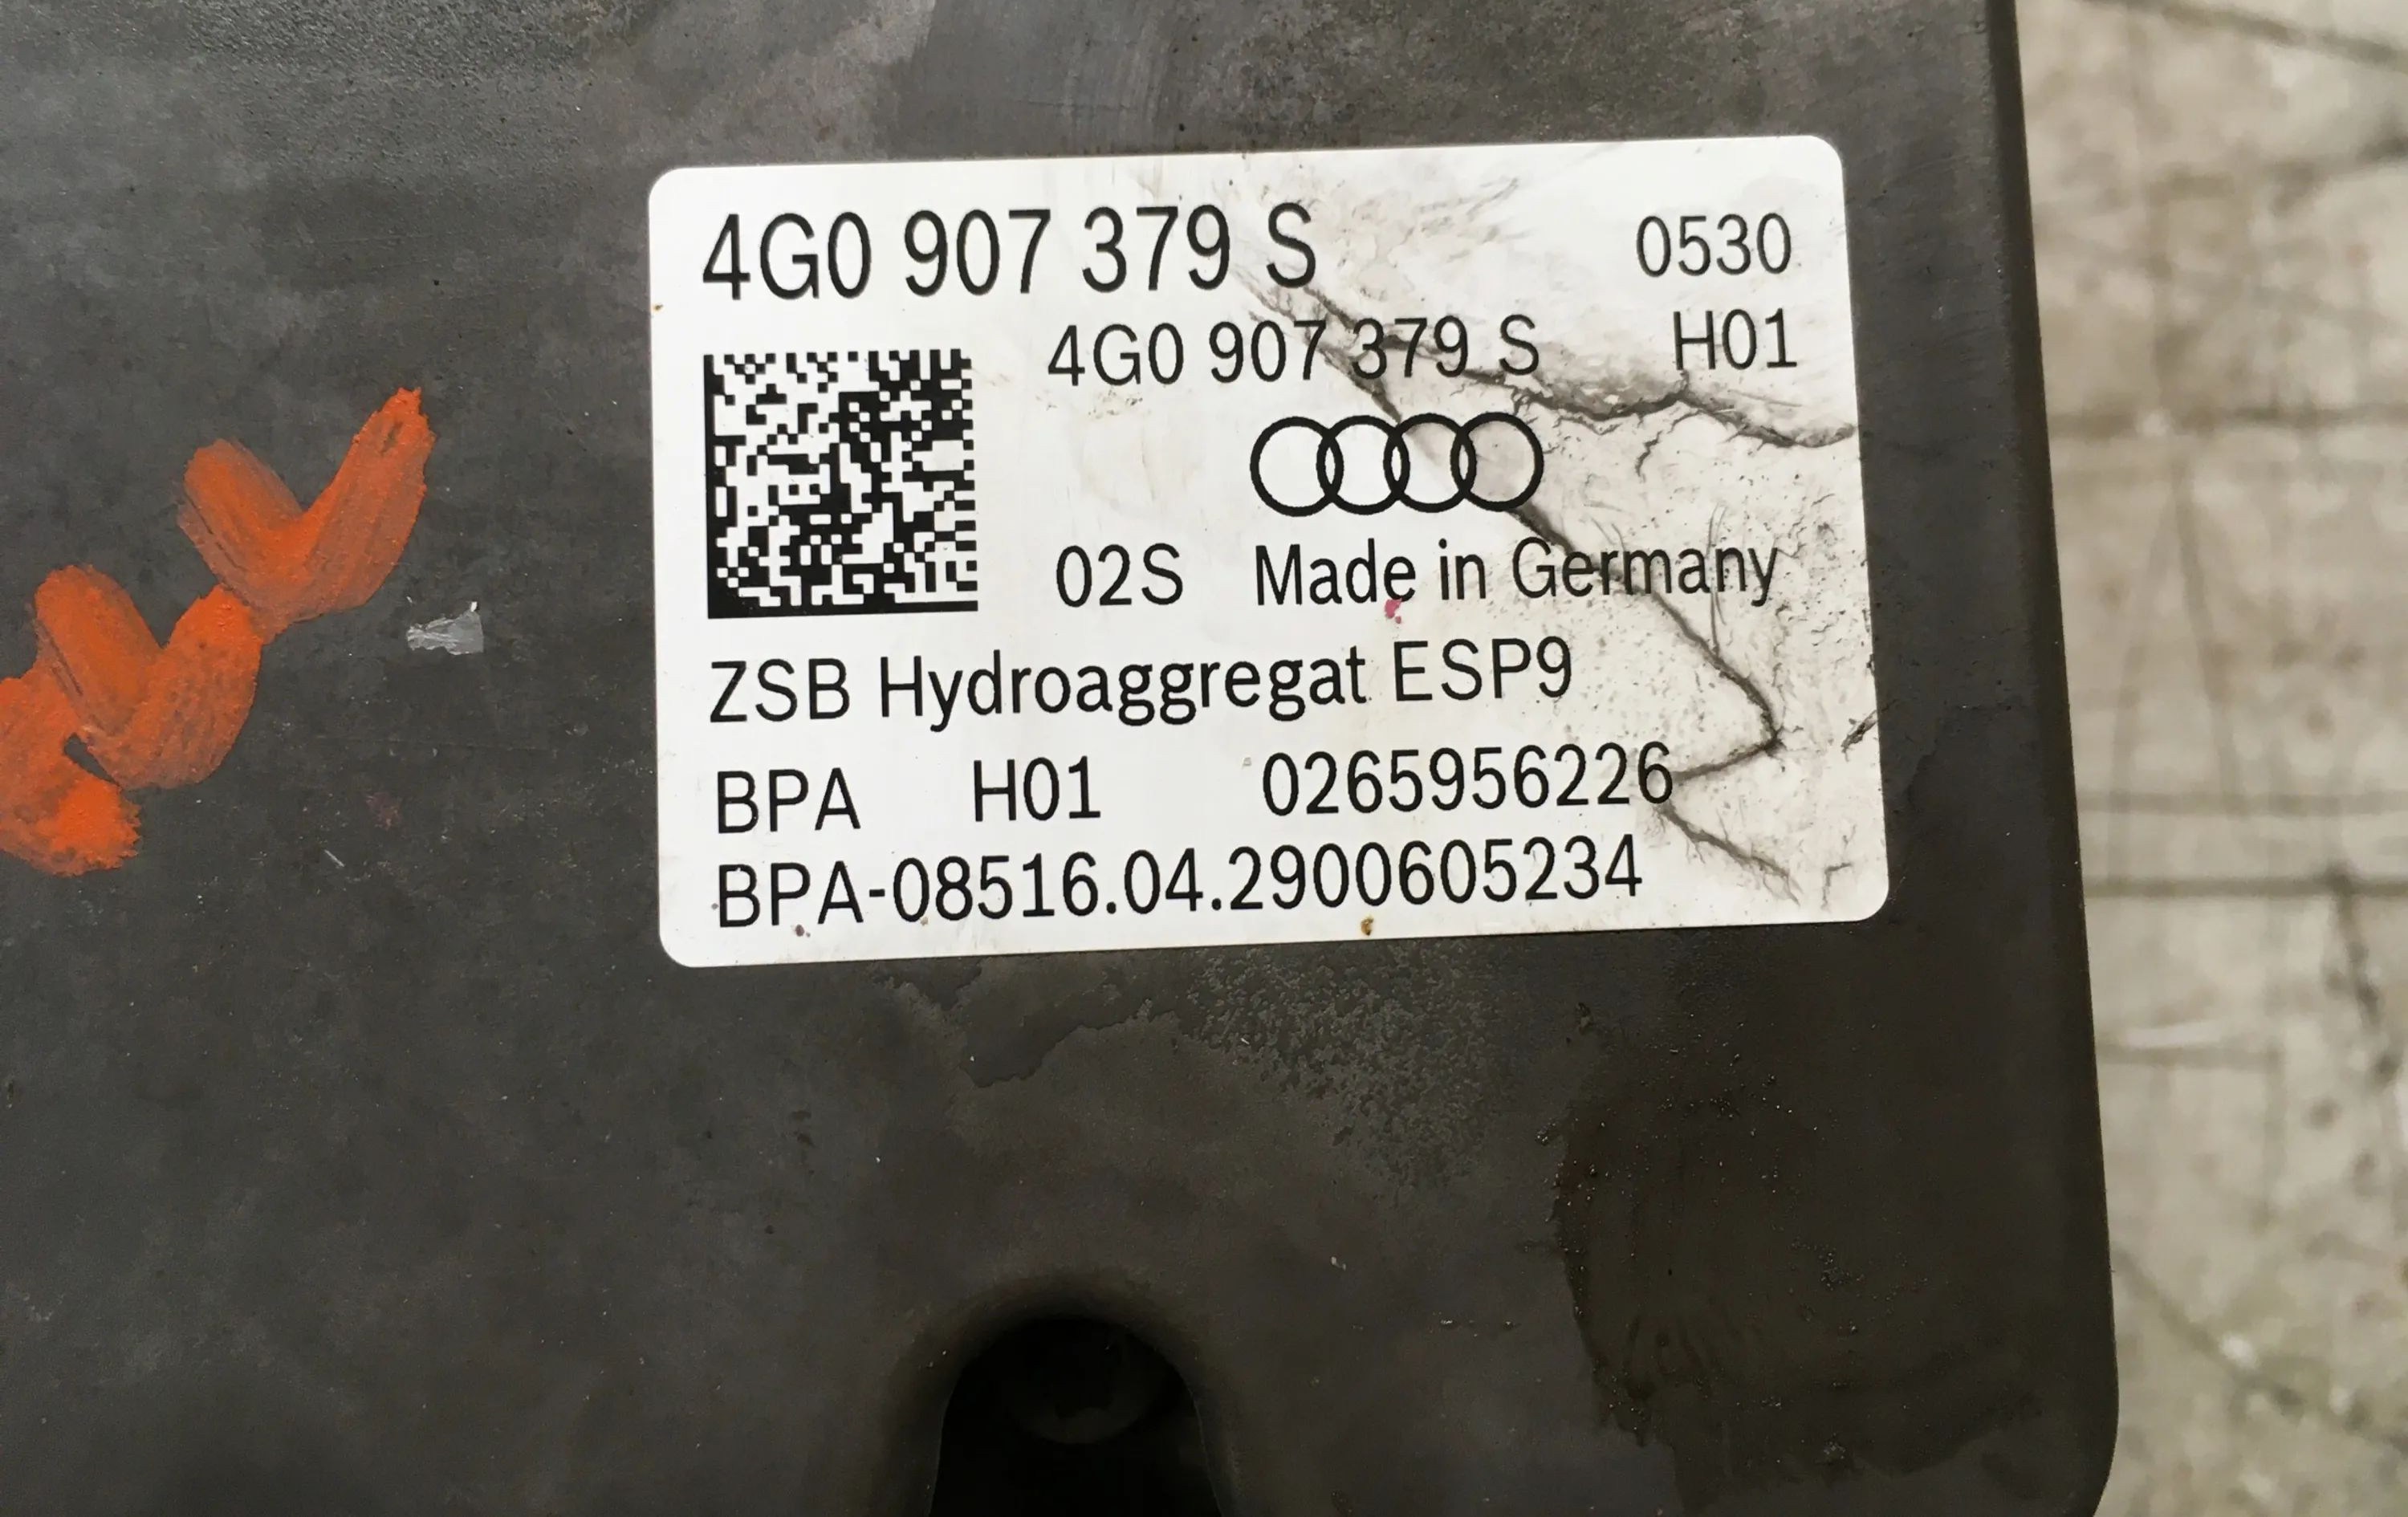 4G0 907 379 S 0530
4G0 907 379 S H01
02S Made in Germany
ZSB Hydroaggregat ESP9
BPA H01 0265956226
BPA-08516.04.2900605234